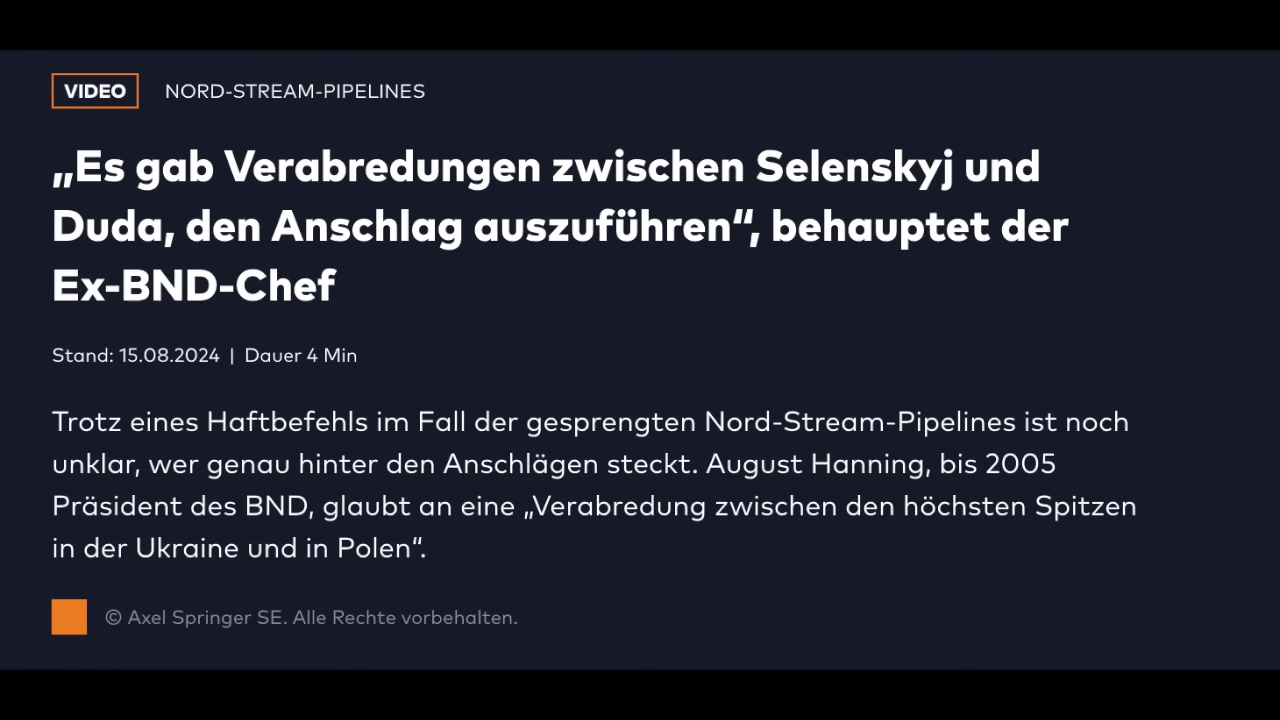 VIDEO NORD-STREAM-PIPELINES
„Es gab Verabredungen zwischen Selenskyj und
Duda, den Anschlag auszuführen“, behauptet der
Ex-BND-Chef
Stand: 15.08.2024 | Dauer 4 Min
Trotz eines Haftbefehls im Fall der gesprengten Nord-Stream-Pipelines ist noch
unklar, wer genau hinter den Anschlägen steckt. August Hanning, bis 2005
Präsident des BND, glaubt an eine „Verabredung zwischen den höchsten Spitzen
in der Ukraine und in Polen“.
© Axel Springer SE. Alle Rechte vorbehalten.